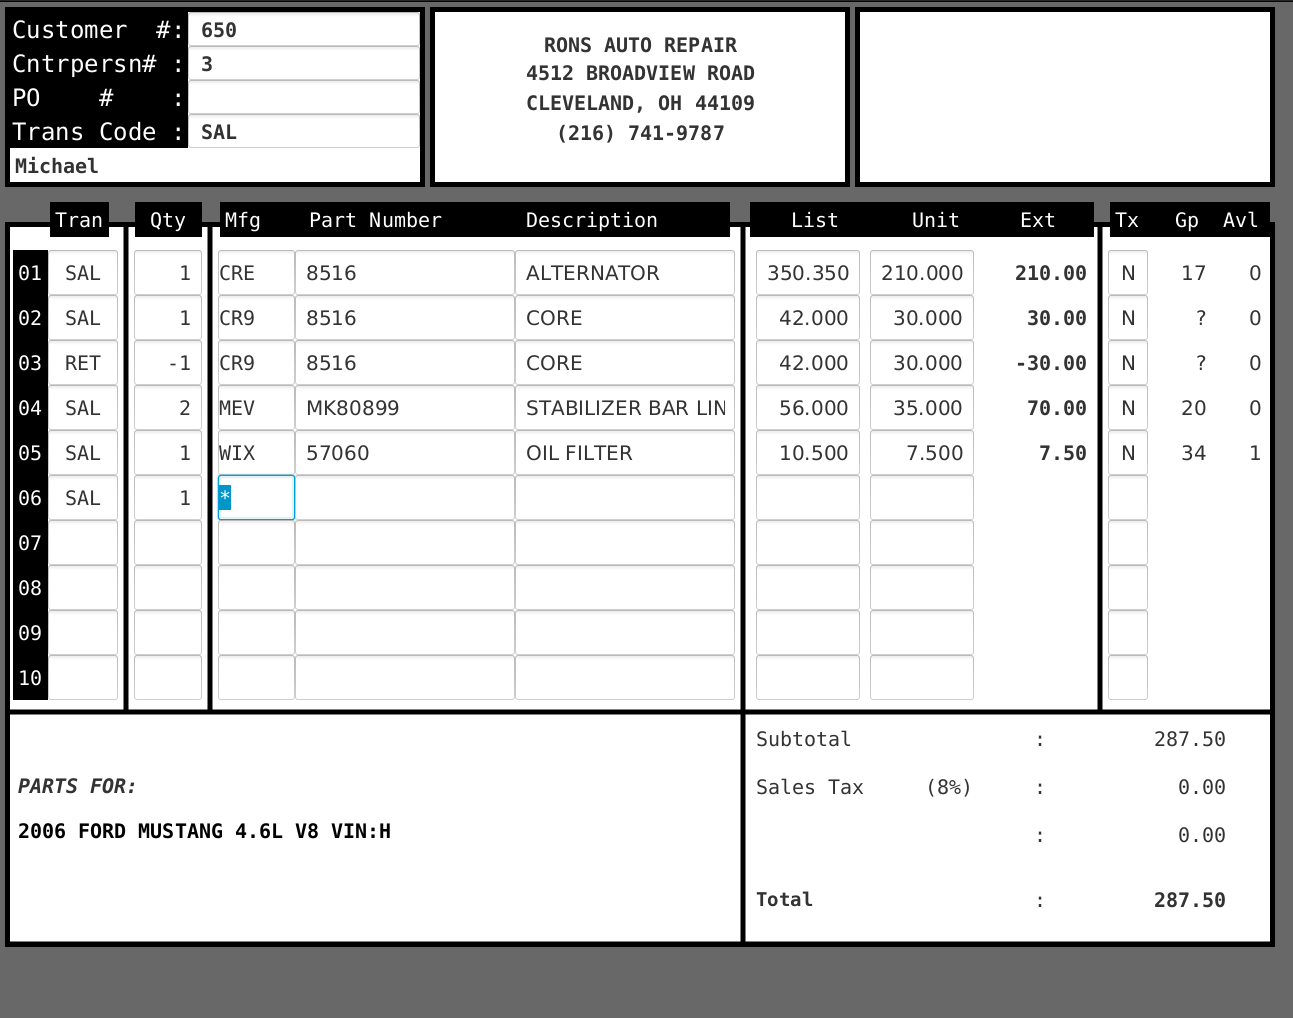 Customer #: 650
Cntrpersn# : 3
PO # :
Trans Code : SAL
Michael
RONS AUTO REPAIR
4512 BROADVIEW ROAD
CLEVELAND, OH 44109
(216) 741-9787
Tran Qty Mfg Part Number Description List Unit Ext Tx Gp Avl
01 SAL 1 CRE 8516 ALTERNATOR 350.350 210.000 210.00 N 17 0
02 SAL 1 CR9 8516 CORE 42.000 30.000 30.00 N ? 0
03 RET -1 CR9 8516 CORE 42.000 30.000 -30.00 N ? 0
04 SAL 2 MEV MK80899 STABILIZER BAR LIN 56.000 35.000 70.00 N 20 0
05 SAL 1 WIX 57060 OIL FILTER 10.500 7.500 7.50 N 34 1
06 SAL 1 *
07
08
09
10
PARTS FOR:
2006 FORD MUSTANG 4.6L V8 VIN:H
Subtotal : 287.50
Sales Tax (8%) : 0.00
: 0.00
Total : 287.50